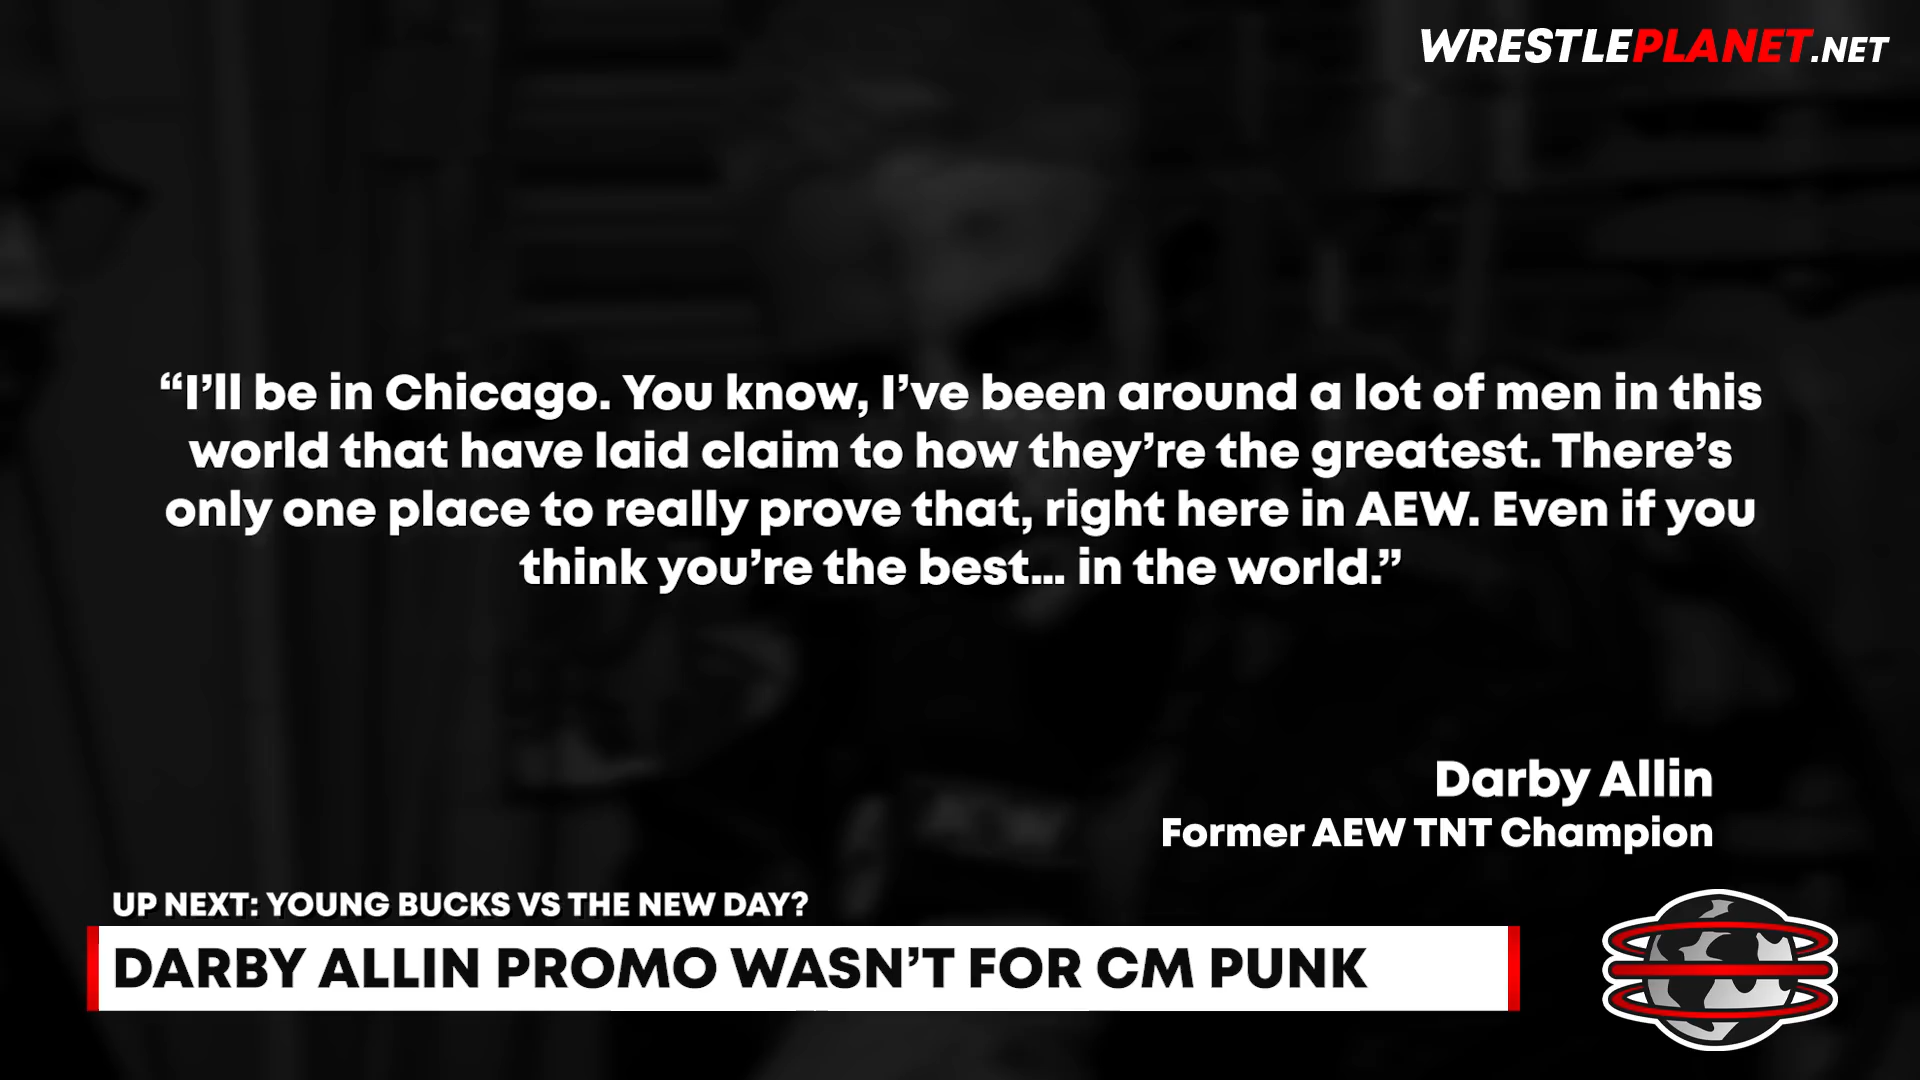 WRESTLEPLANET.NET
“I’ll be in Chicago. You know, I’ve been around a lot of men in this
world that have laid claim to how they’re the greatest. There’s
only one place to really prove that, right here in AEW. Even if you
think you’re the best... in the world.”
Darby Allin
Former AEW TNT Champion
UP NEXT: YOUNG BUCKS VS THE NEW DAY?
DARBY ALLIN PROMO WASN’T FOR CM PUNK